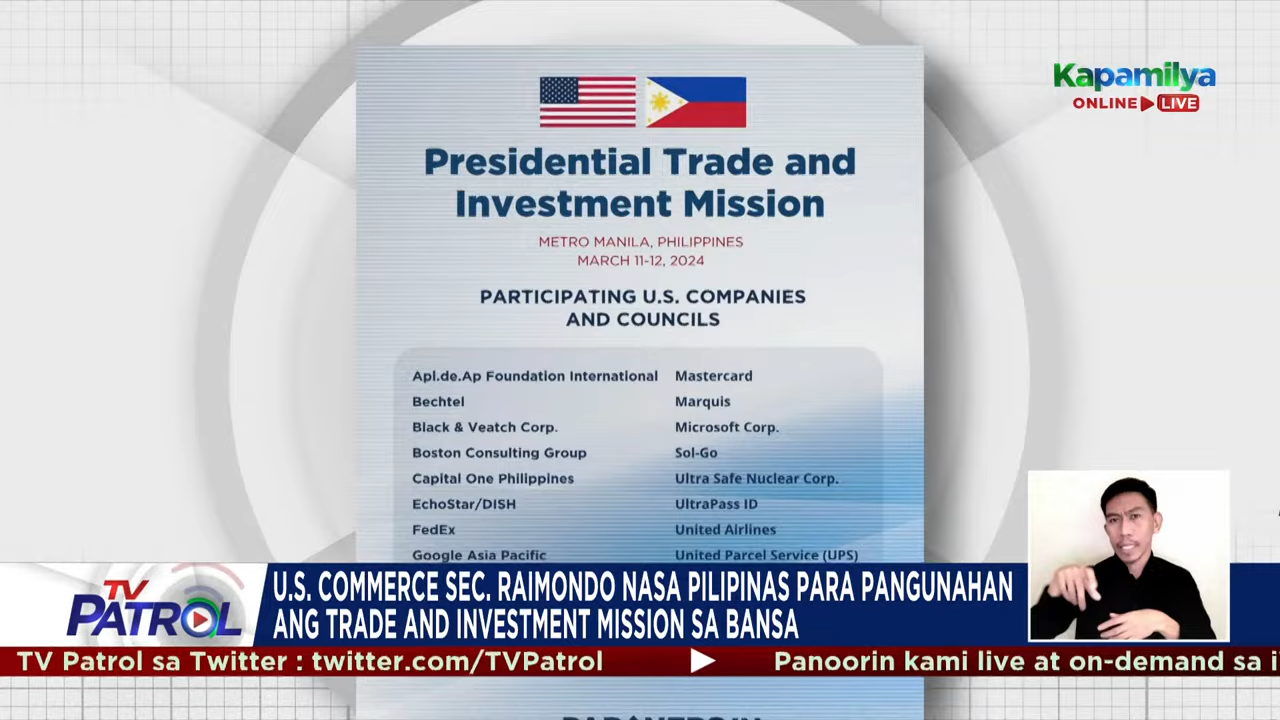 Kapamilya
ONLINE LIVE
Presidential Trade and
Investment Mission
METRO MANILA, PHILIPPINES
MARCH 11-12, 2024
PARTICIPATING U.S. COMPANIES
AND COUNCILS
Apl.de.Ap Foundation International Mastercard
Bechtel Marquis
Black & Veatch Corp. Microsoft Corp.
Boston Consulting Group Sol-Go
Capital One Philippines Ultra Safe Nuclear Corp.
EchoStar/DISH UltraPass ID
FedEx United Airlines
Google Asia Pacific United Parcel Service (UPS)
TV PATROL
U.S. COMMERCE SEC. RAIMONDO NASA PILIPINAS PARA PANGUNAHAN
ANG TRADE AND INVESTMENT MISSION SA BANSA
TV Patrol sa Twitter : twitter.com/TVPatrol Panoorin kami live at on-demand sa